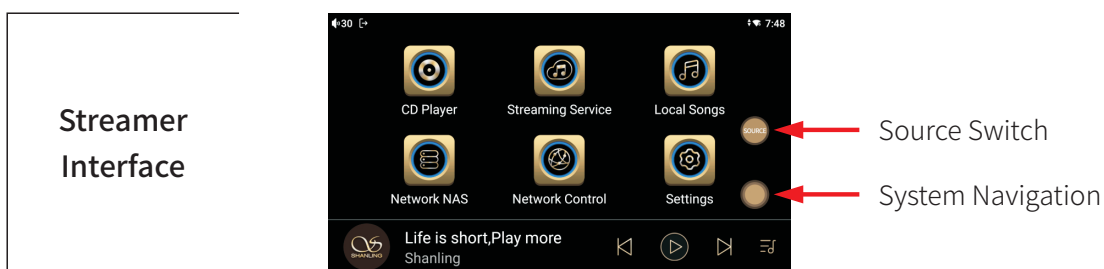 Streamer
Interface
30 7:48
CD Player Streaming Service Local Songs
SOURCE
Source Switch
Network NAS Network Control Settings
System Navigation
SHANLING
Life is short,Play more
Shanling